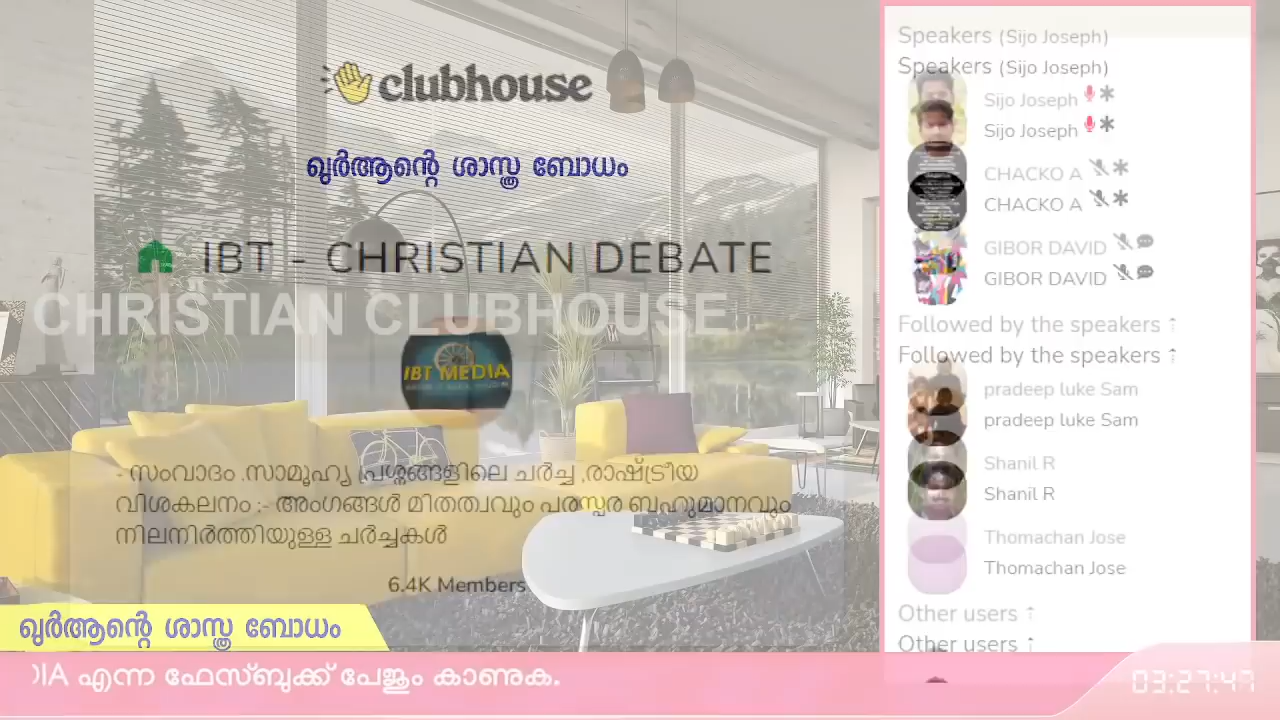 clubhouse
ഖുർആന്റെ ശാസ്ത്ര ബോധം
IBT - CHRISTIAN DEBATE
CHRISTIAN CLUBHOUSE
IBT MEDIA
- സംവാദം .സാമൂഹ്യ പ്രശ്നങ്ങളിലെ ചർച്ച ,രാഷ്ട്രീയ
വിശകലനം :- അംഗങ്ങൾ മിതത്വവും പരസ്പര ബഹുമാനവും
നിലനിർത്തിയുള്ള ചർച്ചകൾ
6.4K Members
Speakers (Sijo Joseph)
Speakers (Sijo Joseph)
Sijo Joseph
Sijo Joseph
CHACKO A
CHACKO A
GIBOR DAVID
GIBOR DAVID
Followed by the speakers ↑
Followed by the speakers ↑
pradeep luke Sam
pradeep luke Sam
Shanil R
Shanil R
Thomachan Jose
Thomachan Jose
Other users ↑
Other users ↑
ഖുർആന്റെ ശാസ്ത്ര ബോധം
DIA എന്ന ഫേസ്ബുക്ക് പേജും കാണുക.
03:27:47